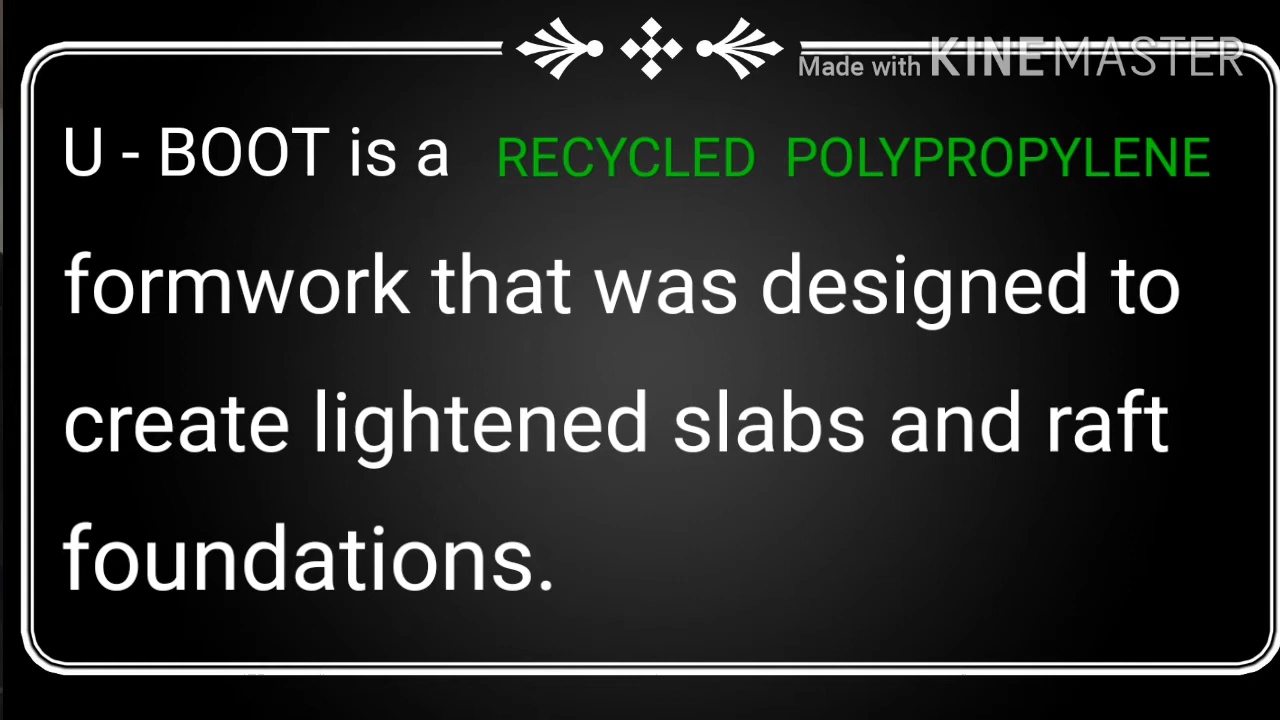 Made with KINEMASTER
U - BOOT is a RECYCLED POLYPROPYLENE
formwork that was designed to
create lightened slabs and raft
foundations.